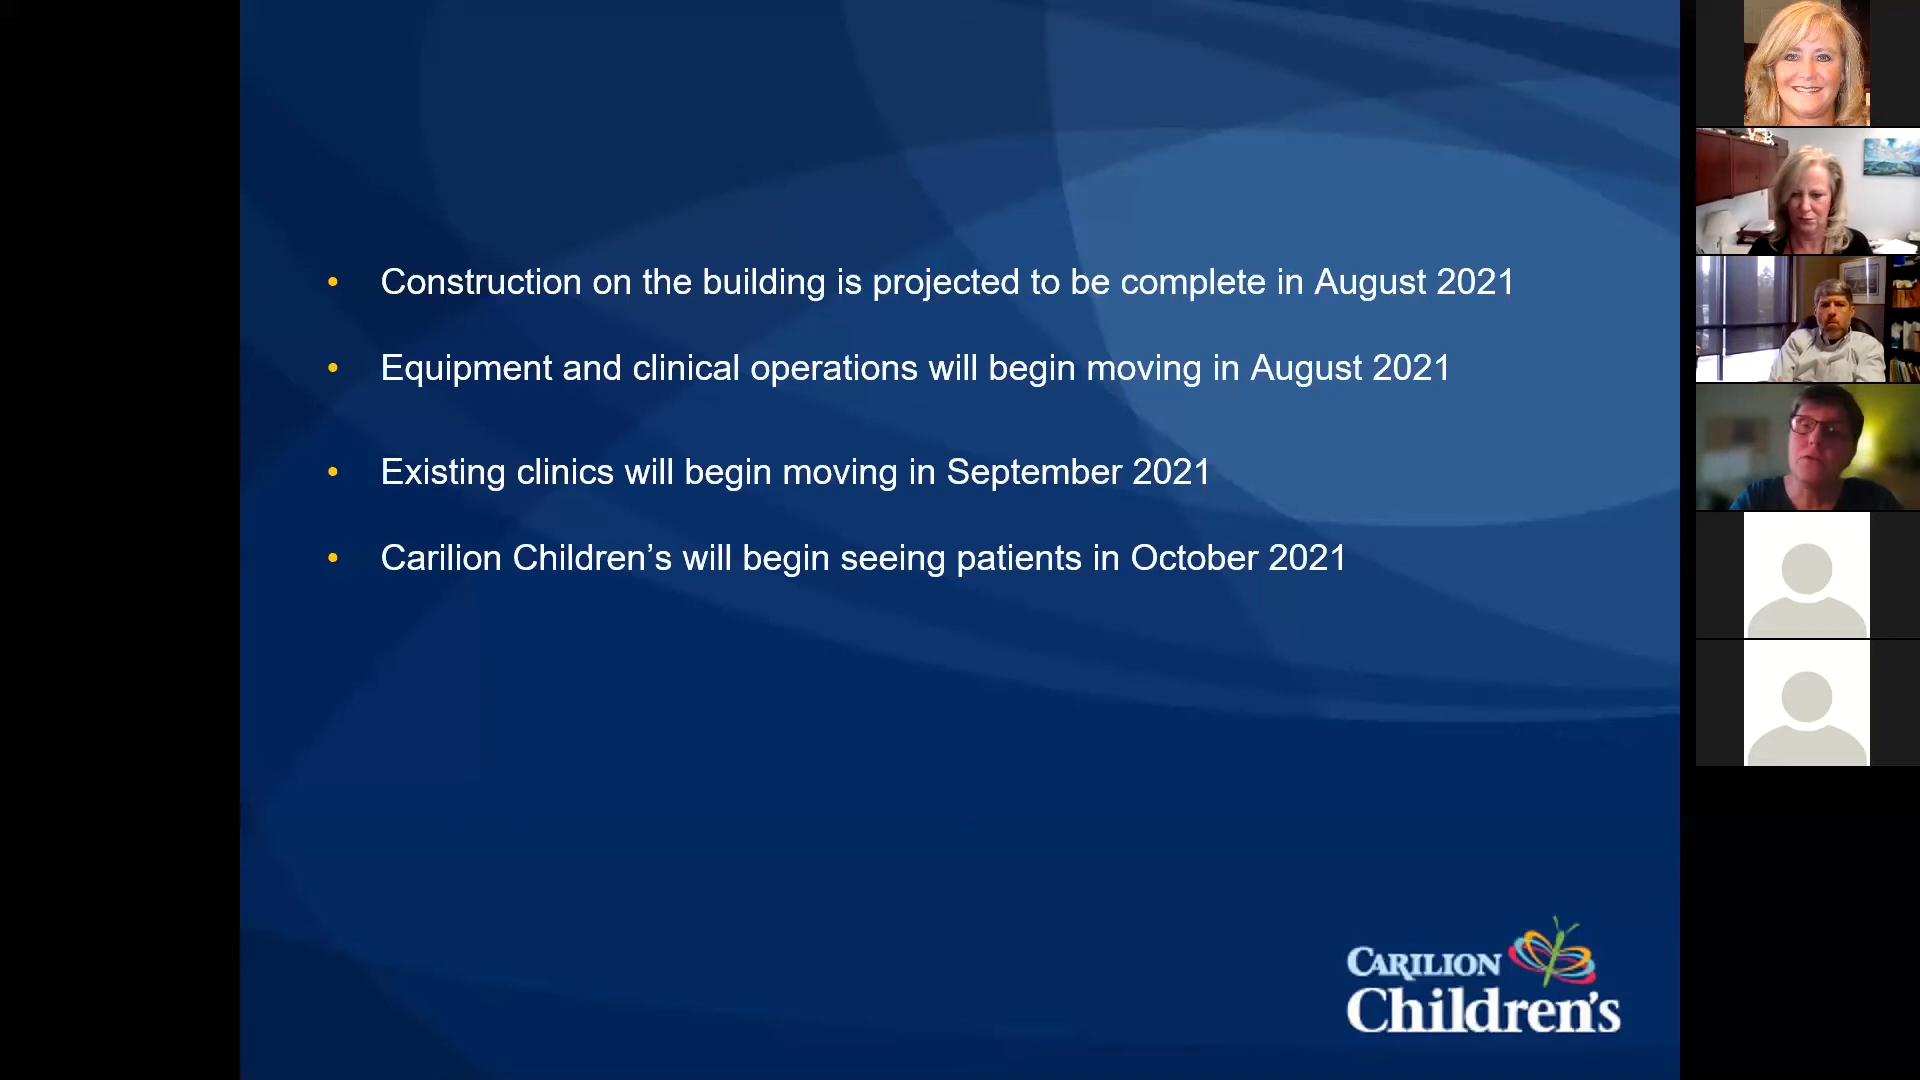 • Construction on the building is projected to be complete in August 2021
• Equipment and clinical operations will begin moving in August 2021
• Existing clinics will begin moving in September 2021
• Carilion Children’s will begin seeing patients in October 2021
CARILION
Children's